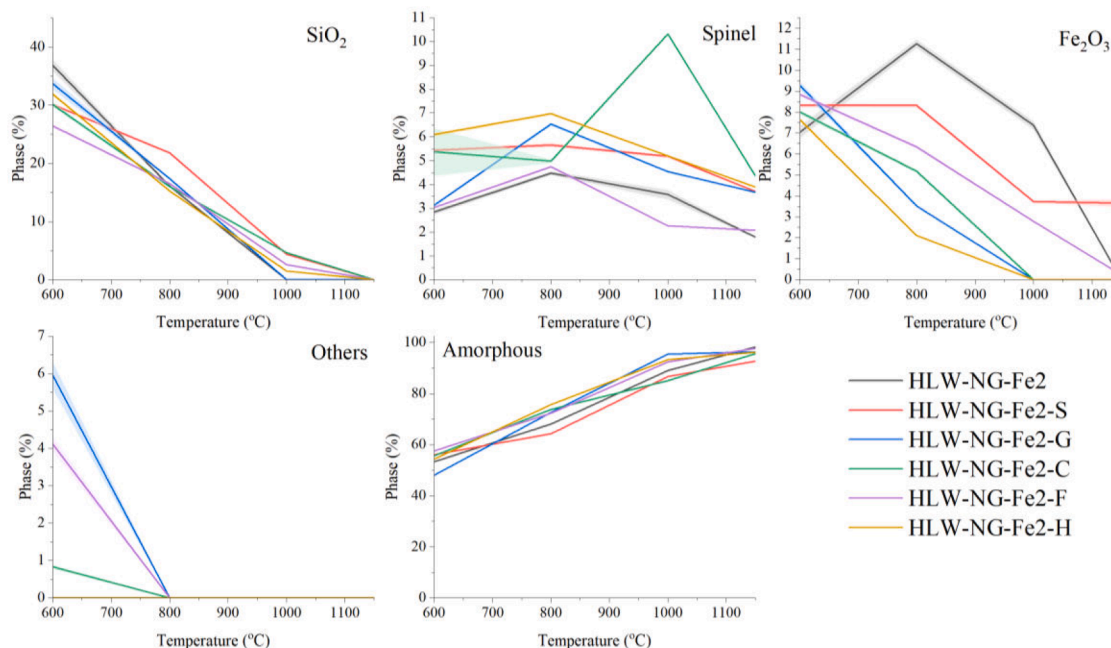 SiO2
Phase (%)
40
30
20
10
0
600 700 800 900 1000 1100
Temperature (oC)
Spinel
Phase (%)
11
10
9
8
7
6
5
4
3
2
1
0
600 700 800 900 1000 1100
Temperature (oC)
Fe2O3
Phase (%)
12
11
10
9
8
7
6
5
4
3
2
1
0
600 700 800 900 1000 1100
Temperature (oC)
Others
Phase (%)
7
6
5
4
3
2
1
0
600 700 800 900 1000 1100
Temperature (oC)
Amorphous
Phase (%)
100
80
60
40
20
0
600 700 800 900 1000 1100
Temperature (oC)
HLW-NG-Fe2
HLW-NG-Fe2-S
HLW-NG-Fe2-G
HLW-NG-Fe2-C
HLW-NG-Fe2-F
HLW-NG-Fe2-H